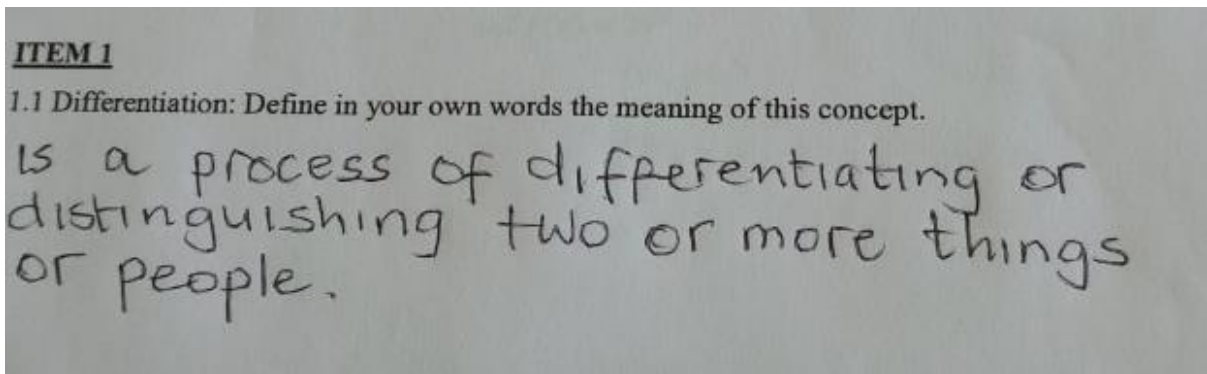 ITEM 1
1.1 Differentiation: Define in your own words the meaning of this concept.
is a process of differentiating or
distinguishing two or more things
or people.